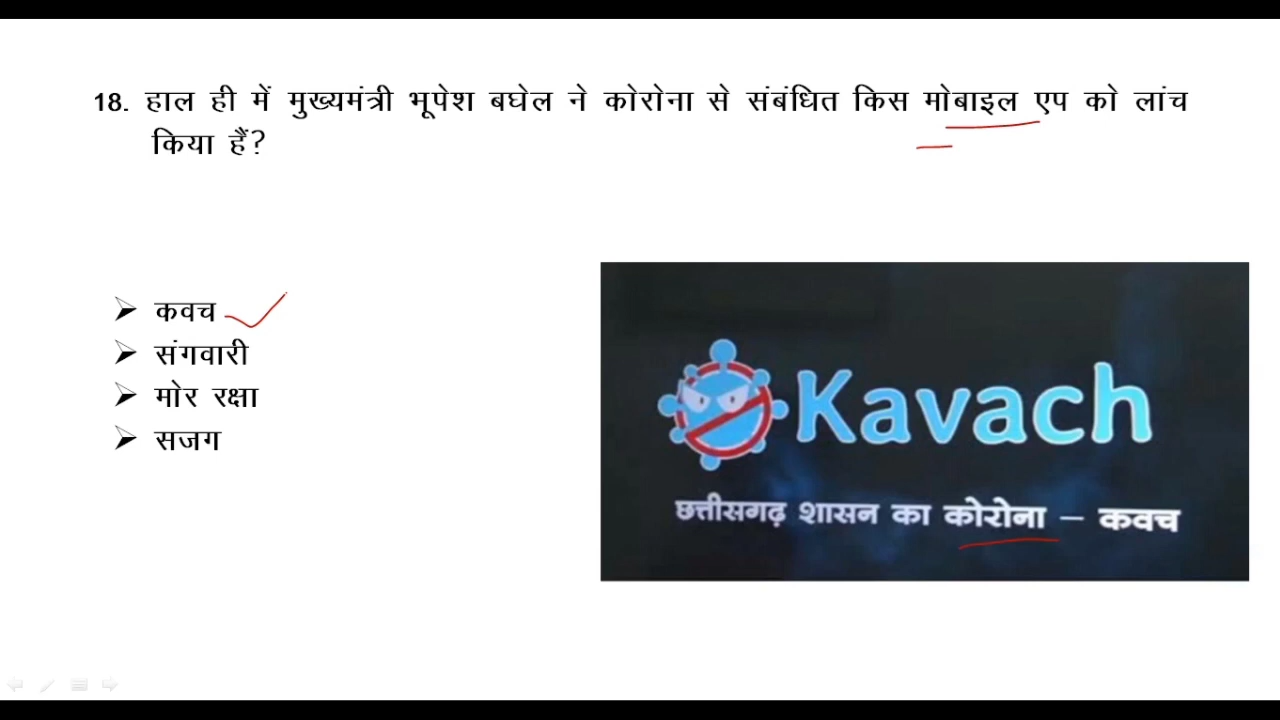 18. हाल ही में मुख्यमंत्री भूपेश बघेल ने कोरोना से संबंधित किस मोबाइल एप को लांच
किया हैं?
कवच
संगवारी
मोर रक्षा
सजग
Kavach
छत्तीसगढ़ शासन का कोरोना – कवच